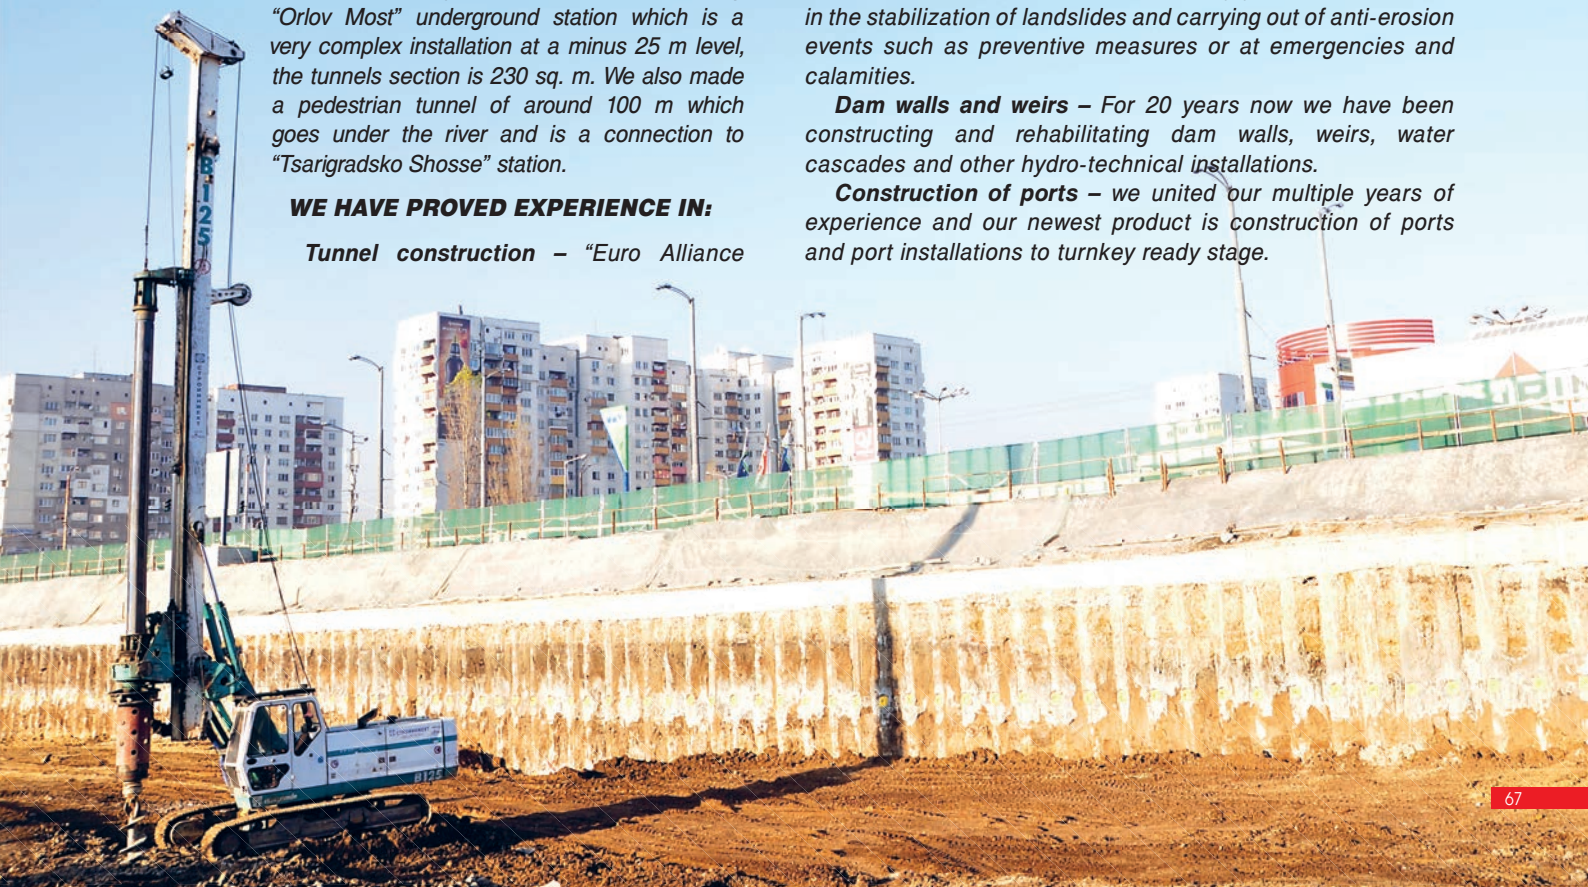 “Orlov Most” underground station which is a
very complex installation at a minus 25 m level,
the tunnels section is 230 sq. m. We also made
a pedestrian tunnel of around 100 m which
goes under the river and is a connection to
“Tsarigradsko Shosse” station.
WE HAVE PROVED EXPERIENCE IN:
Tunnel construction – “Euro Alliance
in the stabilization of landslides and carrying out of anti-erosion
events such as preventive measures or at emergencies and
calamities.
Dam walls and weirs – For 20 years now we have been
constructing and rehabilitating dam walls, weirs, water
cascades and other hydro-technical installations.
Construction of ports – we united our multiple years of
experience and our newest product is construction of ports
and port installations to turnkey ready stage.
B125
B125
67